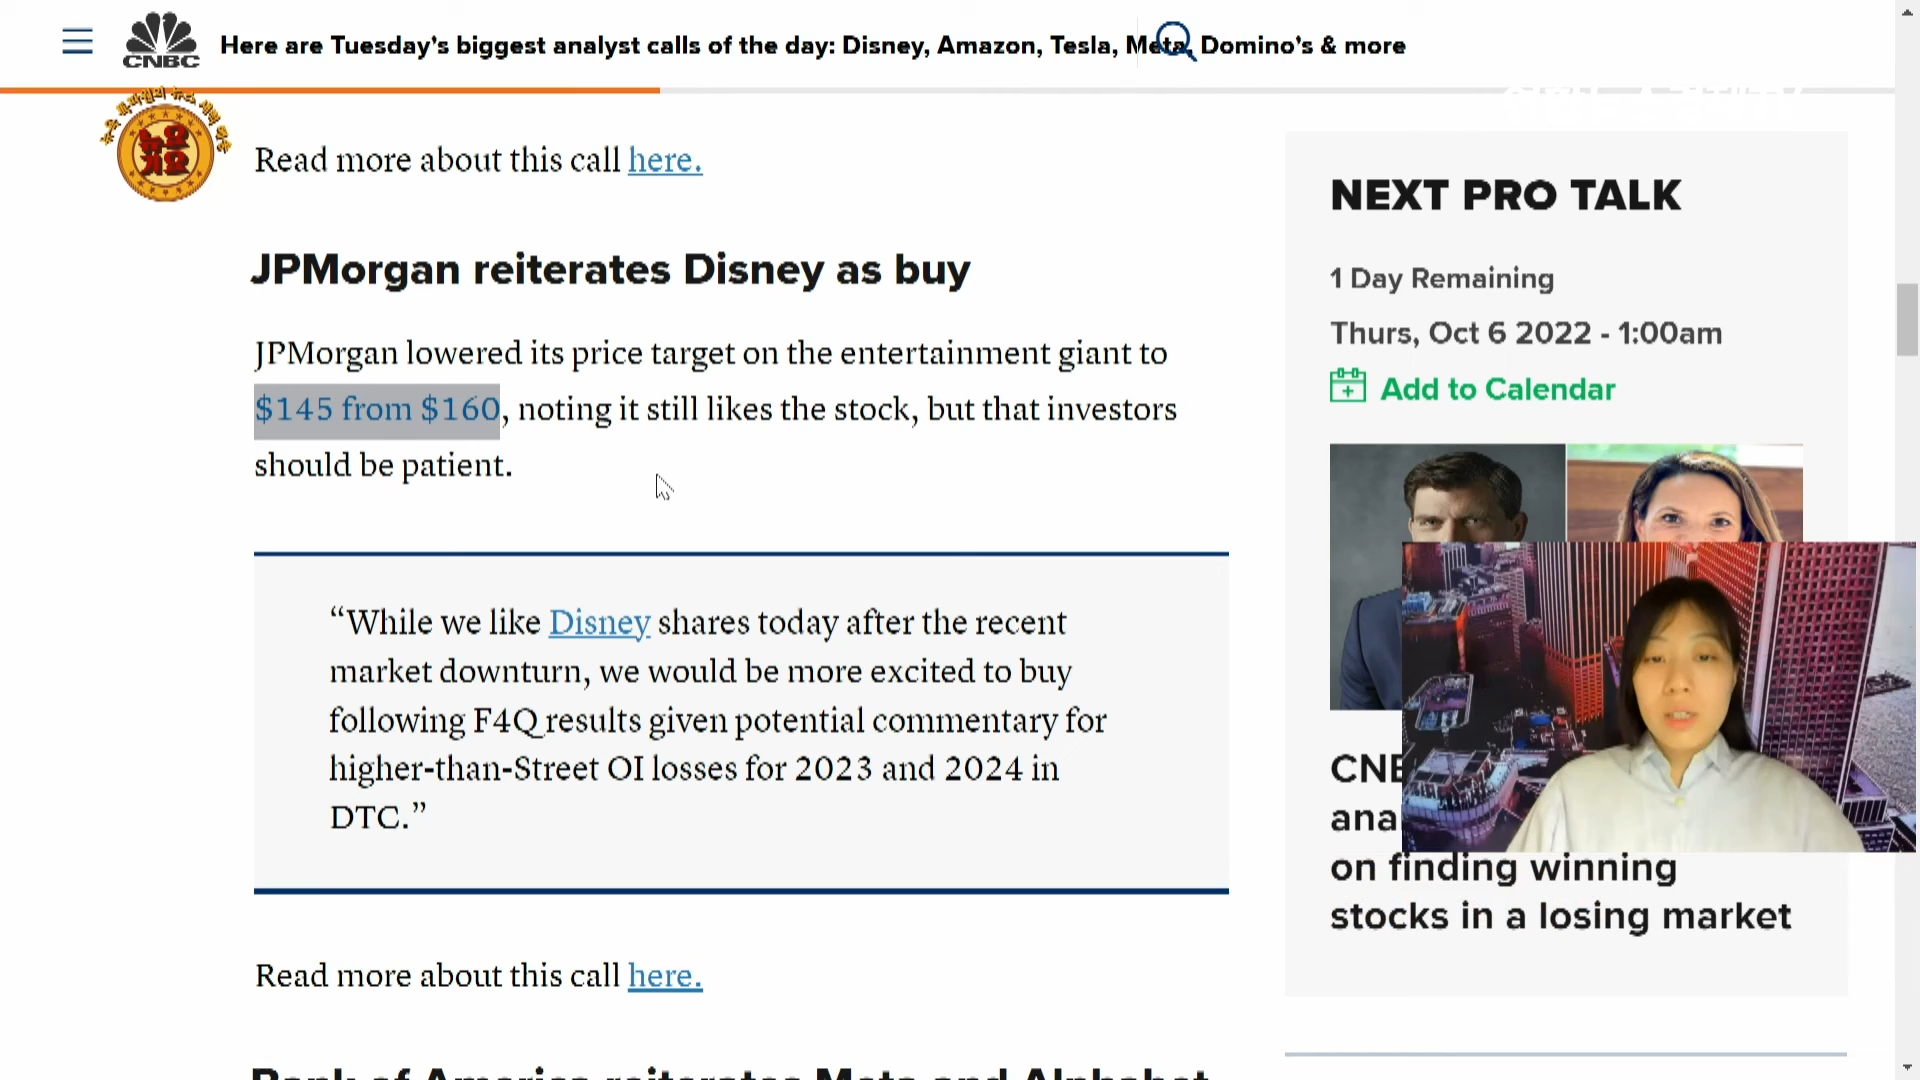 CNBC
Here are Tuesday’s biggest analyst calls of the day: Disney, Amazon, Tesla, Meta, Domino’s & more
뉴욕
기요
Read more about this call here.
JPMorgan reiterates Disney as buy
JPMorgan lowered its price target on the entertainment giant to
$145 from $160, noting it still likes the stock, but that investors
should be patient.
“While we like Disney shares today after the recent
market downturn, we would be more excited to buy
following F4Q results given potential commentary for
higher-than-Street OI losses for 2023 and 2024 in
DTC.”
Read more about this call here.
Bank of America reiterates Meta and Alphabet
NEXT PRO TALK
1 Day Remaining
Thurs, Oct 6 2022 - 1:00am
Add to Calendar
on finding winning
stocks in a losing market